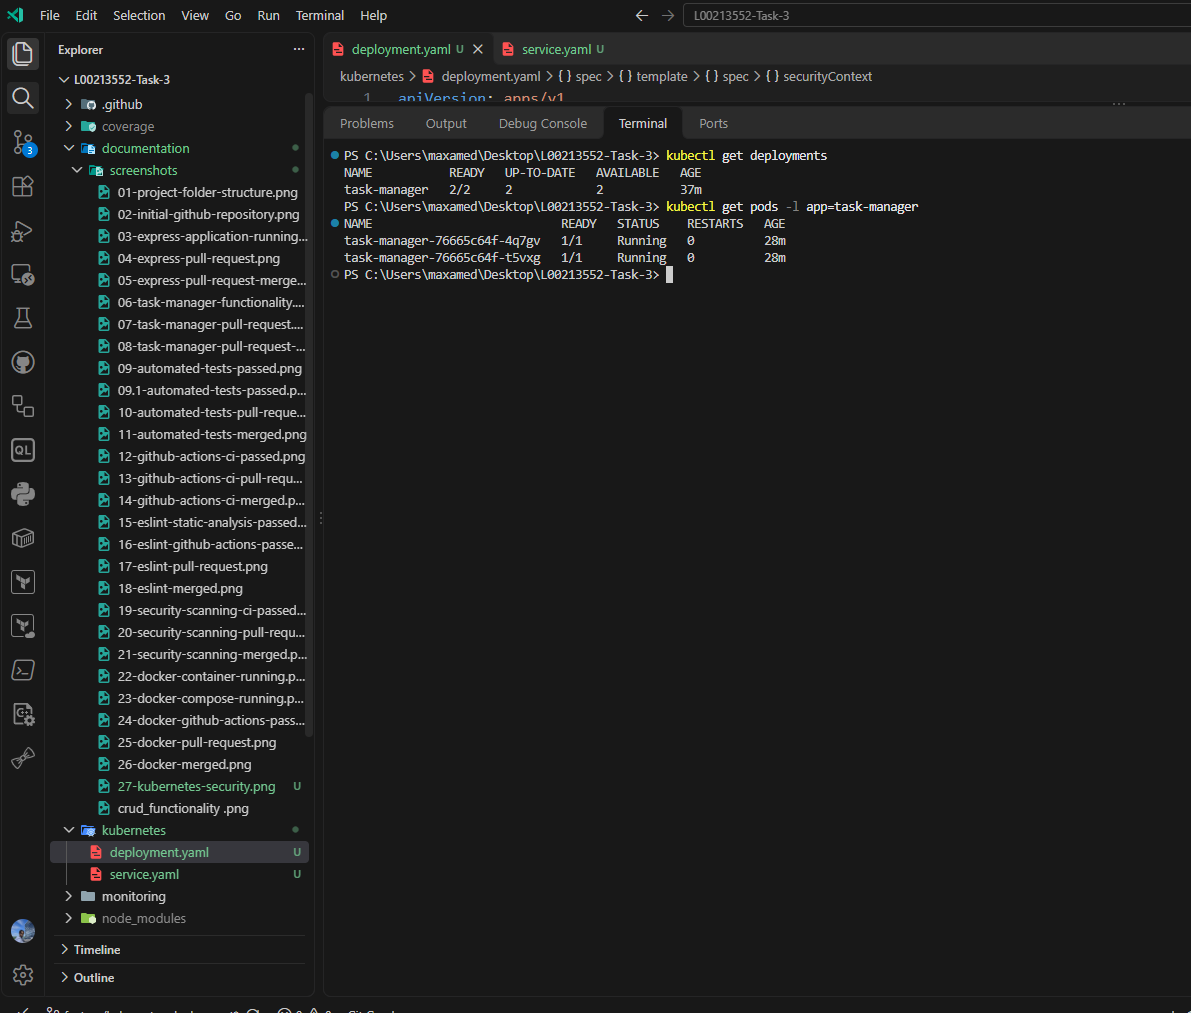 File Edit Selection View Go Run Terminal Help
L00213552-Task-3
Explorer
L00213552-Task-3
.github
coverage
documentation
screenshots
01-project-folder-structure.png
02-initial-github-repository.png
03-express-application-running...
04-express-pull-request.png
05-express-pull-request-merge...
06-task-manager-functionality....
07-task-manager-pull-request....
08-task-manager-pull-request-...
09-automated-tests-passed.png
09.1-automated-tests-passed.p...
10-automated-tests-pull-reque...
11-automated-tests-merged.png
12-github-actions-ci-passed.png
13-github-actions-ci-pull-requ...
14-github-actions-ci-merged.p...
15-eslint-static-analysis-passed...
16-eslint-github-actions-passe...
17-eslint-pull-request.png
18-eslint-merged.png
19-security-scanning-ci-passed...
20-security-scanning-pull-requ...
21-security-scanning-merged.p...
22-docker-container-running.p...
23-docker-compose-running.p...
24-docker-github-actions-pass...
25-docker-pull-request.png
26-docker-merged.png
27-kubernetes-security.png U
crud_functionality .png
kubernetes
deployment.yaml U
service.yaml U
monitoring
node_modules
Timeline
Outline
3
QL
deployment.yaml U service.yaml U
kubernetes > deployment.yaml > {} spec > {} template > {} spec > {} securityContext
1 apiVersion: apps/v1
Problems Output Debug Console Terminal Ports
PS C:\Users\maxamed\Desktop\L00213552-Task-3> kubectl get deployments
NAME READY UP-TO-DATE AVAILABLE AGE
task-manager 2/2 2 2 37m
PS C:\Users\maxamed\Desktop\L00213552-Task-3> kubectl get pods -l app=task-manager
NAME READY STATUS RESTARTS AGE
task-manager-76665c64f-4q7gv 1/1 Running 0 28m
task-manager-76665c64f-t5vxg 1/1 Running 0 28m
PS C:\Users\maxamed\Desktop\L00213552-Task-3>